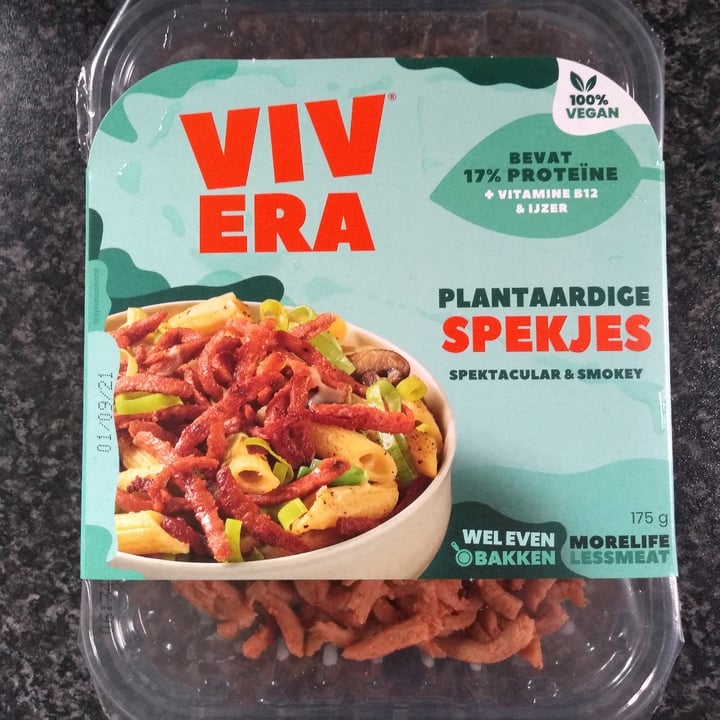 VIV
ERA®
100%
VEGAN
BEVAT
17% PROTEÏNE
+ VITAMINE B12
& IJZER
PLANTAARDIGE
SPEKJES
SPEKTACULAR & SMOKEY
01/09/21
175 g
WEL EVEN
BAKKEN
MORELIFE
LESSMEAT